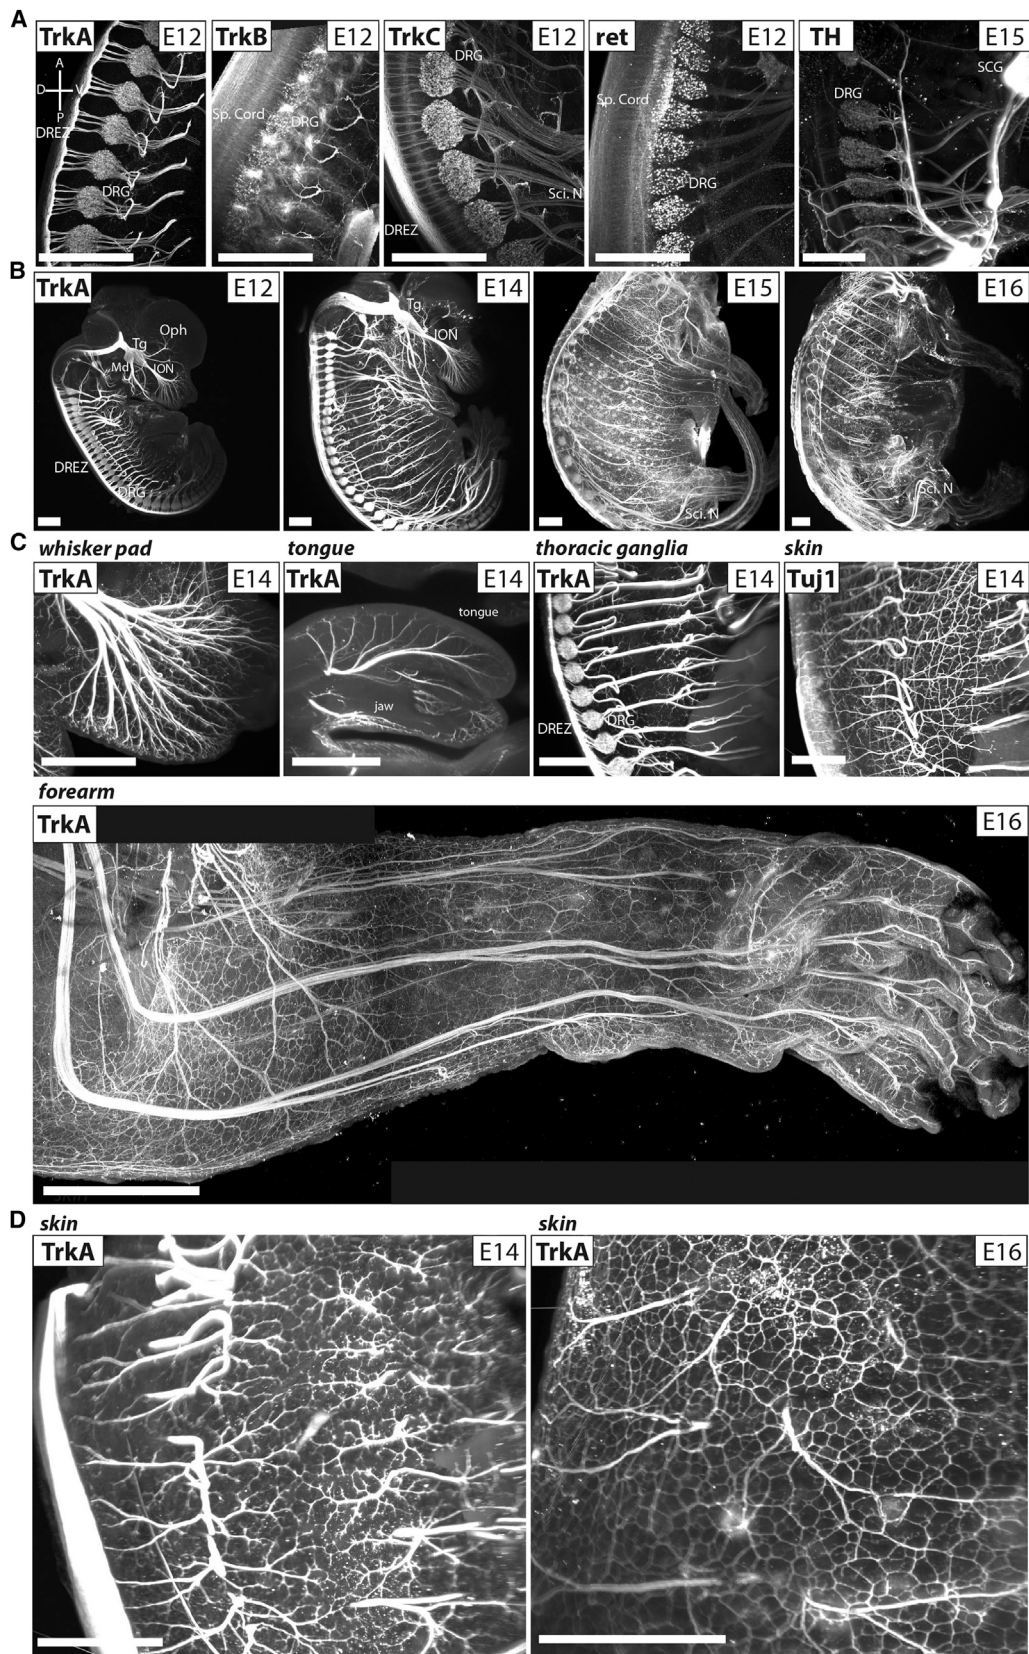 A
TrkA E12
A
D V
P
DREZ
DRG
TrkB E12
Sp. Cord
DRG
TrkC E12
DRG
Sci. N
DREZ
ret E12
Sp. Cord
DRG
TH E15
SCG
DRG
B
TrkA E12
Oph
Tg
Md ION
DREZ
DRG
E14
Tg
ION
E15
Sci. N
E16
Sci. N
C
whisker pad
TrkA E14
tongue
TrkA E14
tongue
jaw
thoracic ganglia
TrkA E14
DREZ
DRG
skin
Tuj1 E14
forearm
TrkA E16
D
skin
TrkA E14
skin
TrkA E16